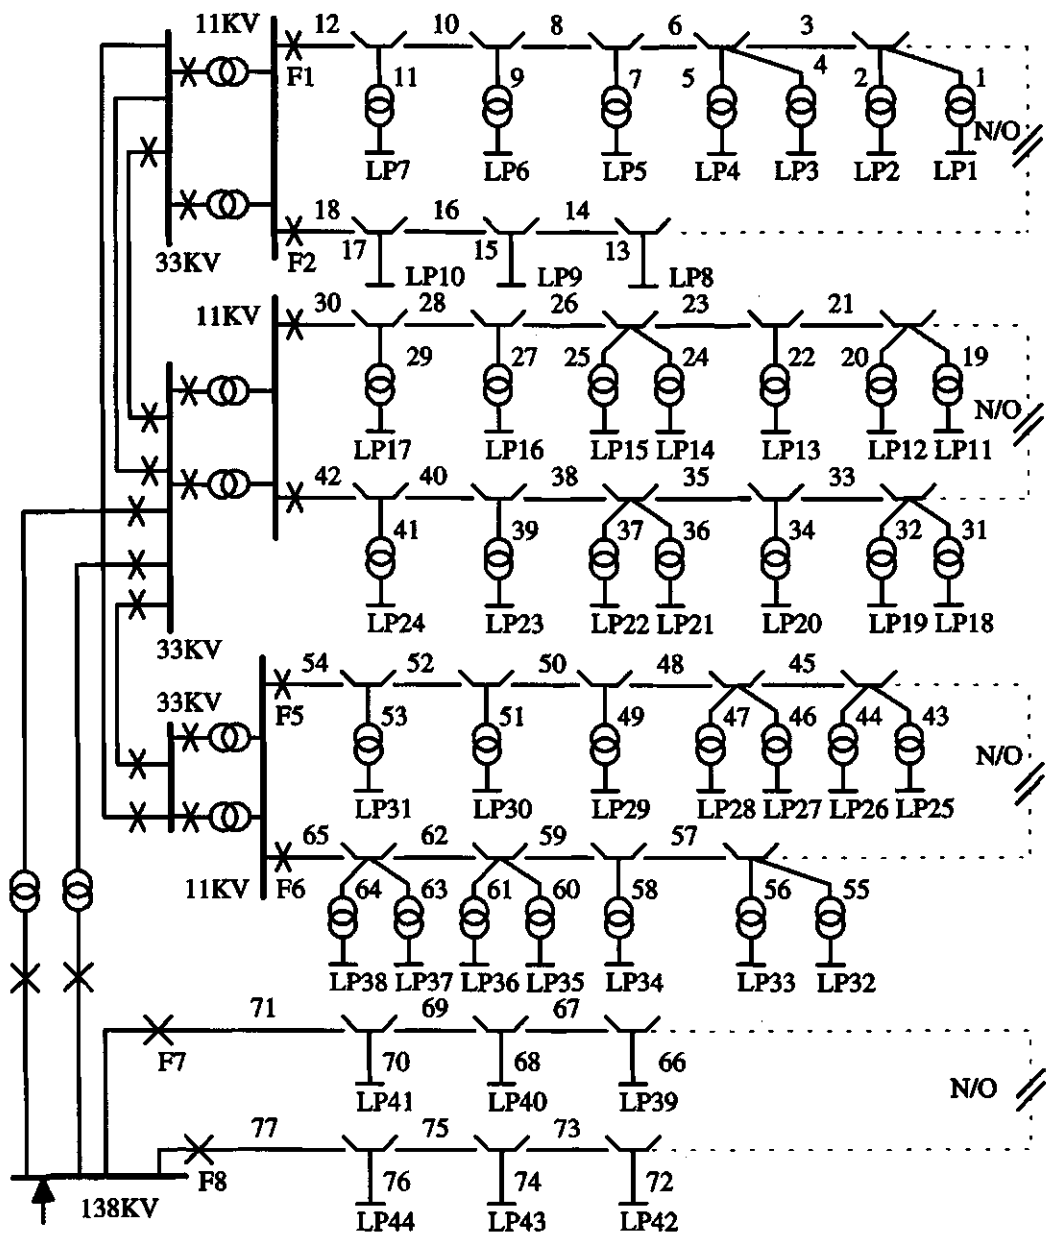 11KV 12 10 8 6 3
F1 11 9 7 5 4 2 1
N/O
LP7 LP6 LP5 LP4 LP3 LP2 LP1
18 16 14
33KV F2 17 15 13
LP10 LP9 LP8
11KV 30 28 26 23 21
29 27 25 24 22 20 19
N/O
LP17 LP16 LP15 LP14 LP13 LP12 LP11
42 40 38 35 33
41 39 37 36 34 32 31
LP24 LP23 LP22 LP21 LP20 LP19 LP18
33KV
54 52 50 48 45
33KV
F5 53 51 49 47 46 44 43
N/O
LP31 LP30 LP29 LP28 LP27 LP26 LP25
65 62 59 57
11KV F6 64 63 61 60 58 56 55
LP38 LP37 LP36 LP35 LP34 LP33 LP32
71 69 67
F7 70 68 66
LP41 LP40 LP39
N/O
77 75 73
F8 76 74 72
138KV
LP44 LP43 LP42